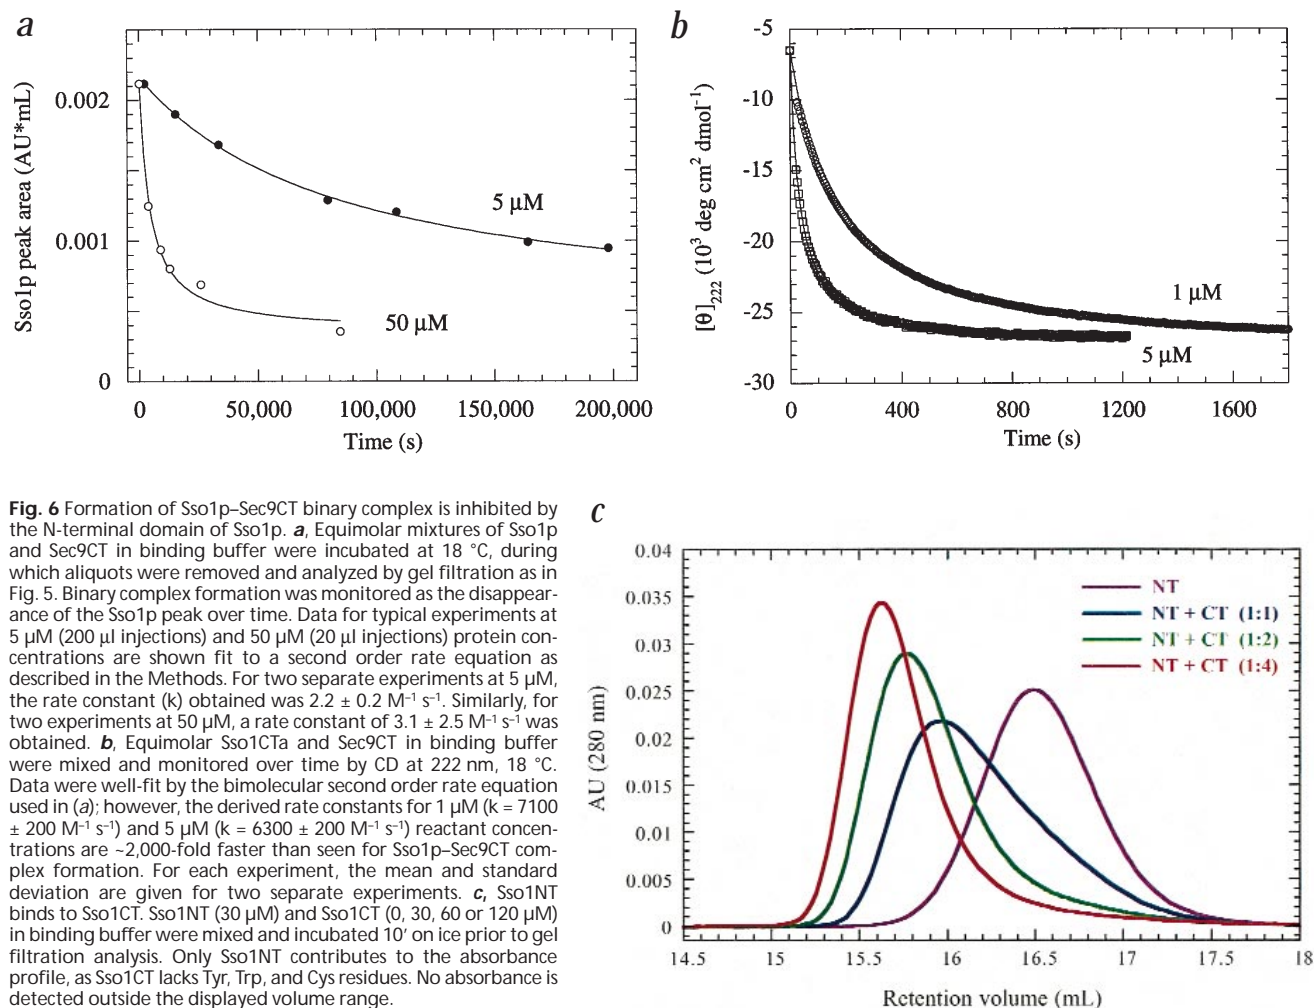 a
Sso1p peak area (AU*mL)
0.002
0.001
0
5 µM
50 µM
0
50,000
100,000
150,000
200,000
Time (s)
b
[θ]222 (10³ deg cm² dmol⁻¹)
-5
-10
-15
-20
-25
-30
1 µM
5 µM
0
400
800
1200
1600
Time (s)
Fig. 6 Formation of Sso1p–Sec9CT binary complex is inhibited by
the N-terminal domain of Sso1p. a, Equimolar mixtures of Sso1p
and Sec9CT in binding buffer were incubated at 18 °C, during
which aliquots were removed and analyzed by gel filtration as in
Fig. 5. Binary complex formation was monitored as the disappear-
ance of the Sso1p peak over time. Data for typical experiments at
5 µM (200 µl injections) and 50 µM (20 µl injections) protein con-
centrations are shown fit to a second order rate equation as
described in the Methods. For two separate experiments at 5 µM,
the rate constant (k) obtained was 2.2 ± 0.2 M⁻¹ s⁻¹. Similarly, for
two experiments at 50 µM, a rate constant of 3.1 ± 2.5 M⁻¹ s⁻¹ was
obtained. b, Equimolar Sso1CTa and Sec9CT in binding buffer
were mixed and monitored over time by CD at 222 nm, 18 °C.
Data were well-fit by the bimolecular second order rate equation
used in (a); however, the derived rate constants for 1 µM (k = 7100
± 200 M⁻¹ s⁻¹) and 5 µM (k = 6300 ± 200 M⁻¹ s⁻¹) reactant concen-
trations are ~2,000-fold faster than seen for Sso1p–Sec9CT com-
plex formation. For each experiment, the mean and standard
deviation are given for two separate experiments. c, Sso1NT
binds to Sso1CT. Sso1NT (30 µM) and Sso1CT (0, 30, 60 or 120 µM)
in binding buffer were mixed and incubated 10′ on ice prior to gel
filtration analysis. Only Sso1NT contributes to the absorbance
profile, as Sso1CT lacks Tyr, Trp, and Cys residues. No absorbance is
detected outside the displayed volume range.
c
AU (280 nm)
0.04
0.035
0.03
0.025
0.02
0.015
0.01
0.005
0
NT
NT + CT (1:1)
NT + CT (1:2)
NT + CT (1:4)
14.5
15
15.5
16
16.5
17
17.5
18
Retention volume (mL)